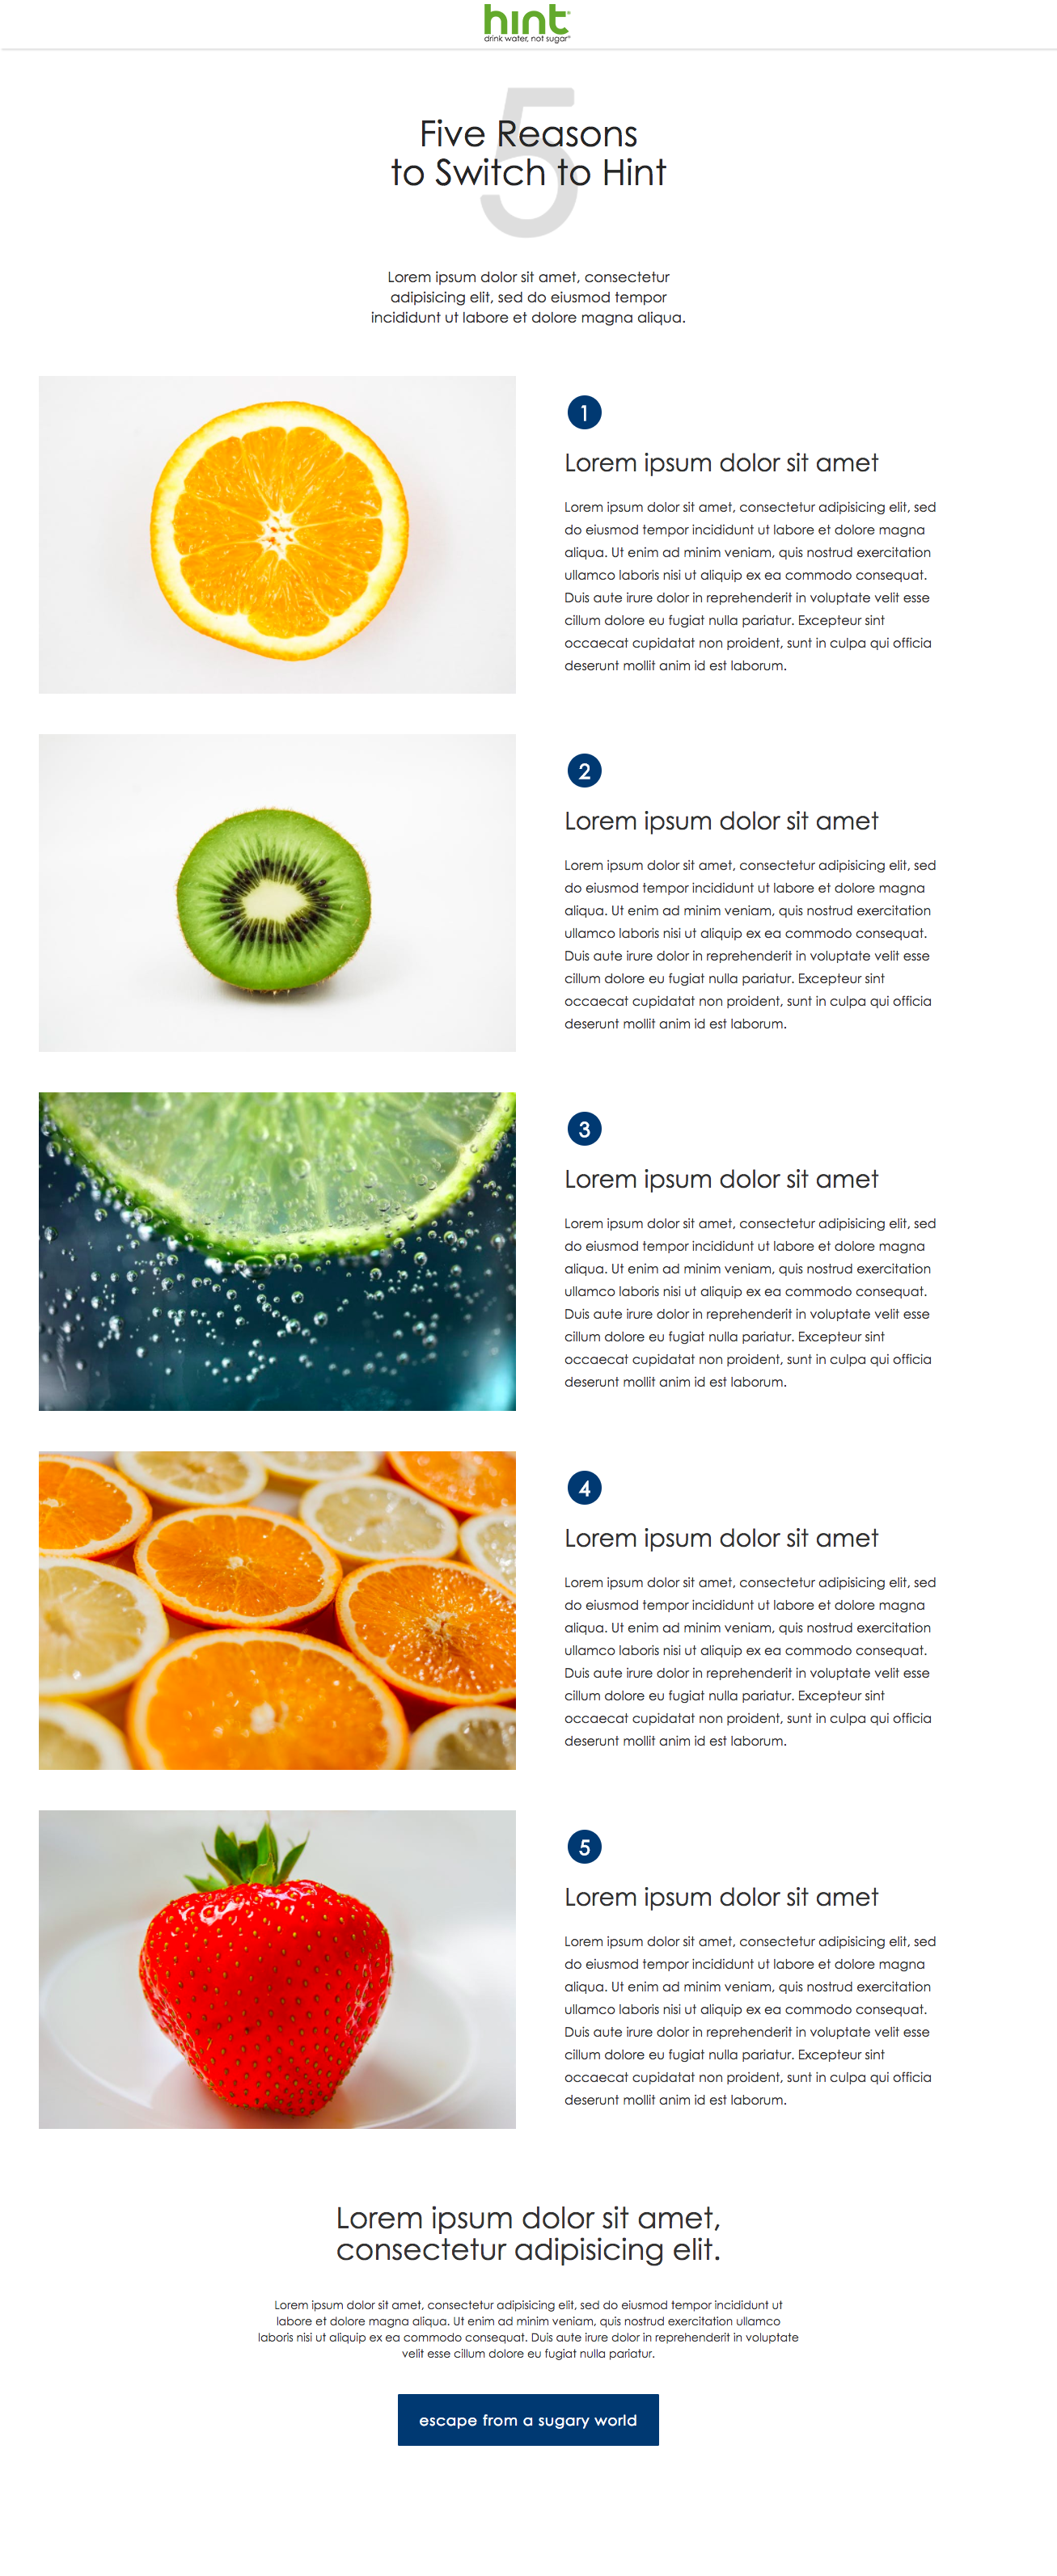 hint®
drink water, not sugar®
5
Five Reasons
to Switch to Hint
Lorem ipsum dolor sit amet, consectetur
adipisicing elit, sed do eiusmod tempor
incididunt ut labore et dolore magna aliqua.
1
Lorem ipsum dolor sit amet
Lorem ipsum dolor sit amet, consectetur adipisicing elit, sed
do eiusmod tempor incididunt ut labore et dolore magna
aliqua. Ut enim ad minim veniam, quis nostrud exercitation
ullamco laboris nisi ut aliquip ex ea commodo consequat.
Duis aute irure dolor in reprehenderit in voluptate velit esse
cillum dolore eu fugiat nulla pariatur. Excepteur sint
occaecat cupidatat non proident, sunt in culpa qui officia
deserunt mollit anim id est laborum.
2
Lorem ipsum dolor sit amet
Lorem ipsum dolor sit amet, consectetur adipisicing elit, sed
do eiusmod tempor incididunt ut labore et dolore magna
aliqua. Ut enim ad minim veniam, quis nostrud exercitation
ullamco laboris nisi ut aliquip ex ea commodo consequat.
Duis aute irure dolor in reprehenderit in voluptate velit esse
cillum dolore eu fugiat nulla pariatur. Excepteur sint
occaecat cupidatat non proident, sunt in culpa qui officia
deserunt mollit anim id est laborum.
3
Lorem ipsum dolor sit amet
Lorem ipsum dolor sit amet, consectetur adipisicing elit, sed
do eiusmod tempor incididunt ut labore et dolore magna
aliqua. Ut enim ad minim veniam, quis nostrud exercitation
ullamco laboris nisi ut aliquip ex ea commodo consequat.
Duis aute irure dolor in reprehenderit in voluptate velit esse
cillum dolore eu fugiat nulla pariatur. Excepteur sint
occaecat cupidatat non proident, sunt in culpa qui officia
deserunt mollit anim id est laborum.
4
Lorem ipsum dolor sit amet
Lorem ipsum dolor sit amet, consectetur adipisicing elit, sed
do eiusmod tempor incididunt ut labore et dolore magna
aliqua. Ut enim ad minim veniam, quis nostrud exercitation
ullamco laboris nisi ut aliquip ex ea commodo consequat.
Duis aute irure dolor in reprehenderit in voluptate velit esse
cillum dolore eu fugiat nulla pariatur. Excepteur sint
occaecat cupidatat non proident, sunt in culpa qui officia
deserunt mollit anim id est laborum.
5
Lorem ipsum dolor sit amet
Lorem ipsum dolor sit amet, consectetur adipisicing elit, sed
do eiusmod tempor incididunt ut labore et dolore magna
aliqua. Ut enim ad minim veniam, quis nostrud exercitation
ullamco laboris nisi ut aliquip ex ea commodo consequat.
Duis aute irure dolor in reprehenderit in voluptate velit esse
cillum dolore eu fugiat nulla pariatur. Excepteur sint
occaecat cupidatat non proident, sunt in culpa qui officia
deserunt mollit anim id est laborum.
Lorem ipsum dolor sit amet,
consectetur adipisicing elit.
Lorem ipsum dolor sit amet, consectetur adipisicing elit, sed do eiusmod tempor incididunt ut
labore et dolore magna aliqua. Ut enim ad minim veniam, quis nostrud exercitation ullamco
laboris nisi ut aliquip ex ea commodo consequat. Duis aute irure dolor in reprehenderit in voluptate
velit esse cillum dolore eu fugiat nulla pariatur.
escape from a sugary world